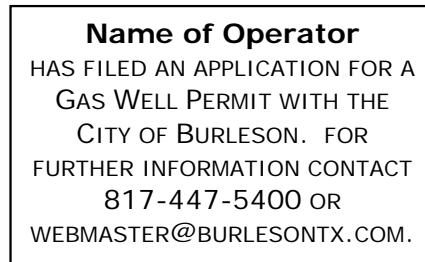 Name of Operator
HAS FILED AN APPLICATION FOR A
GAS WELL PERMIT WITH THE
CITY OF BURLESON.  FOR
FURTHER INFORMATION CONTACT
817-447-5400 OR
WEBMASTER@BURLESONTX.COM.